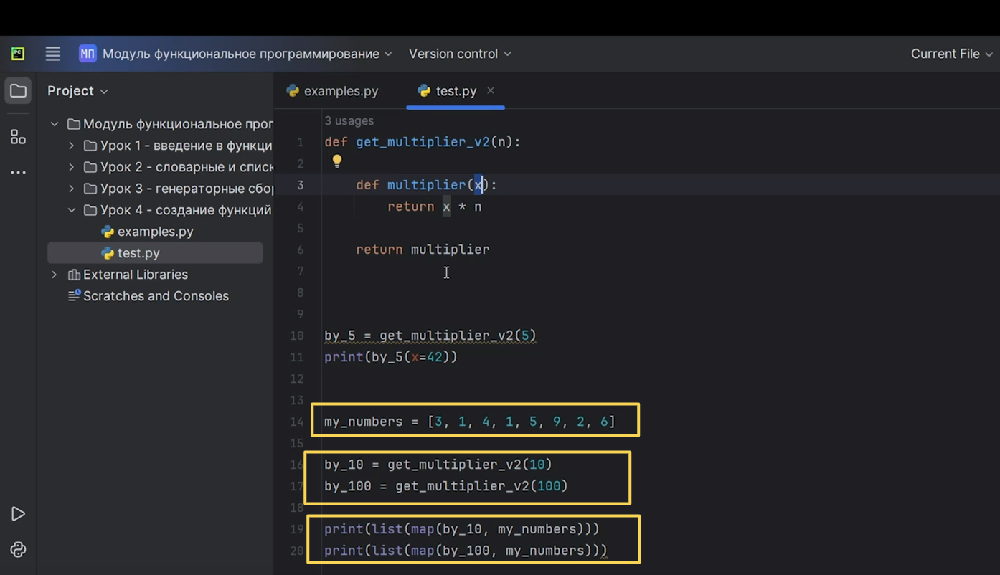 МП Модуль функциональное программирование Version control Current File
Project
Модуль функциональное прог
Урок 1 - введение в функци
Урок 2 - словарные и списк
Урок 3 - генераторные сбор
Урок 4 - создание функций
examples.py
test.py
External Libraries
Scratches and Consoles
examples.py test.py
3 usages
1 def get_multiplier_v2(n):
2
3 def multiplier(x):
4 return x * n
5
6 return multiplier
7
8
9
10 by_5 = get_multiplier_v2(5)
11 print(by_5(x=42))
12
13
14 my_numbers = [3, 1, 4, 1, 5, 9, 2, 6]
15
16 by_10 = get_multiplier_v2(10)
17 by_100 = get_multiplier_v2(100)
18
19 print(list(map(by_10, my_numbers)))
20 print(list(map(by_100, my_numbers)))